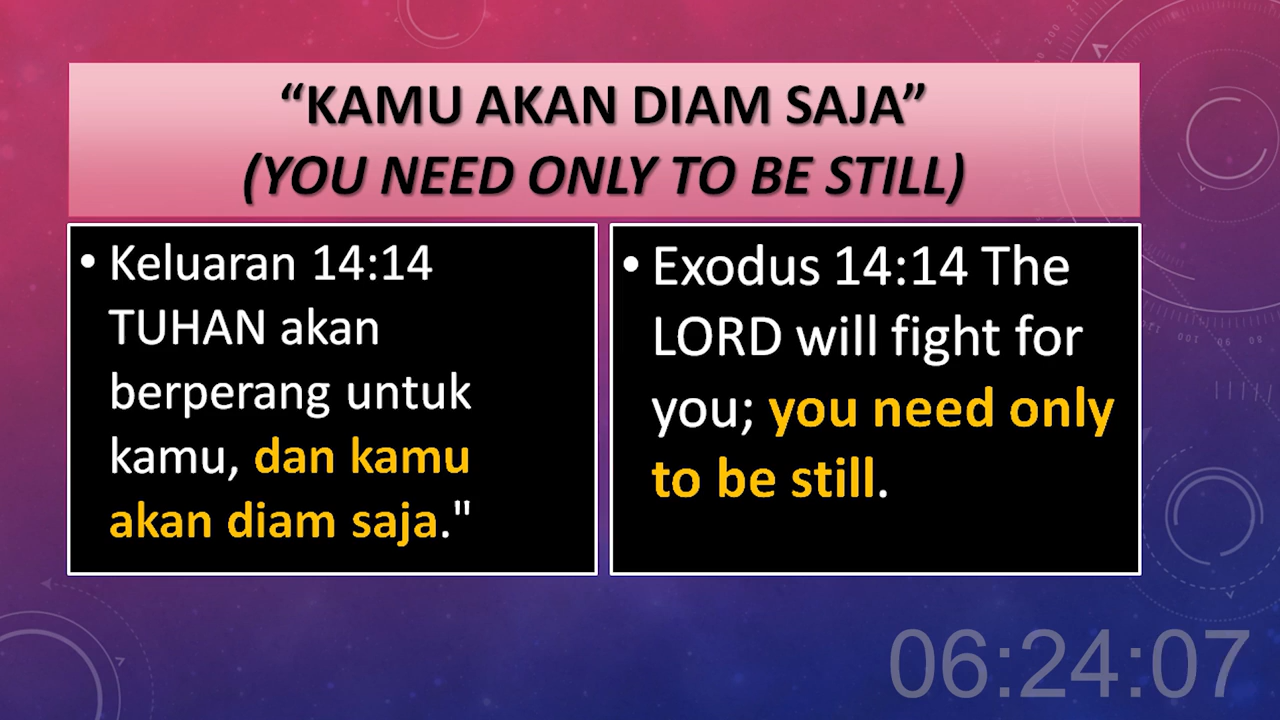 “KAMU AKAN DIAM SAJA”
(YOU NEED ONLY TO BE STILL)
• Keluaran 14:14
TUHAN akan
berperang untuk
kamu, dan kamu
akan diam saja."
• Exodus 14:14 The
LORD will fight for
you; you need only
to be still.
06:24:07